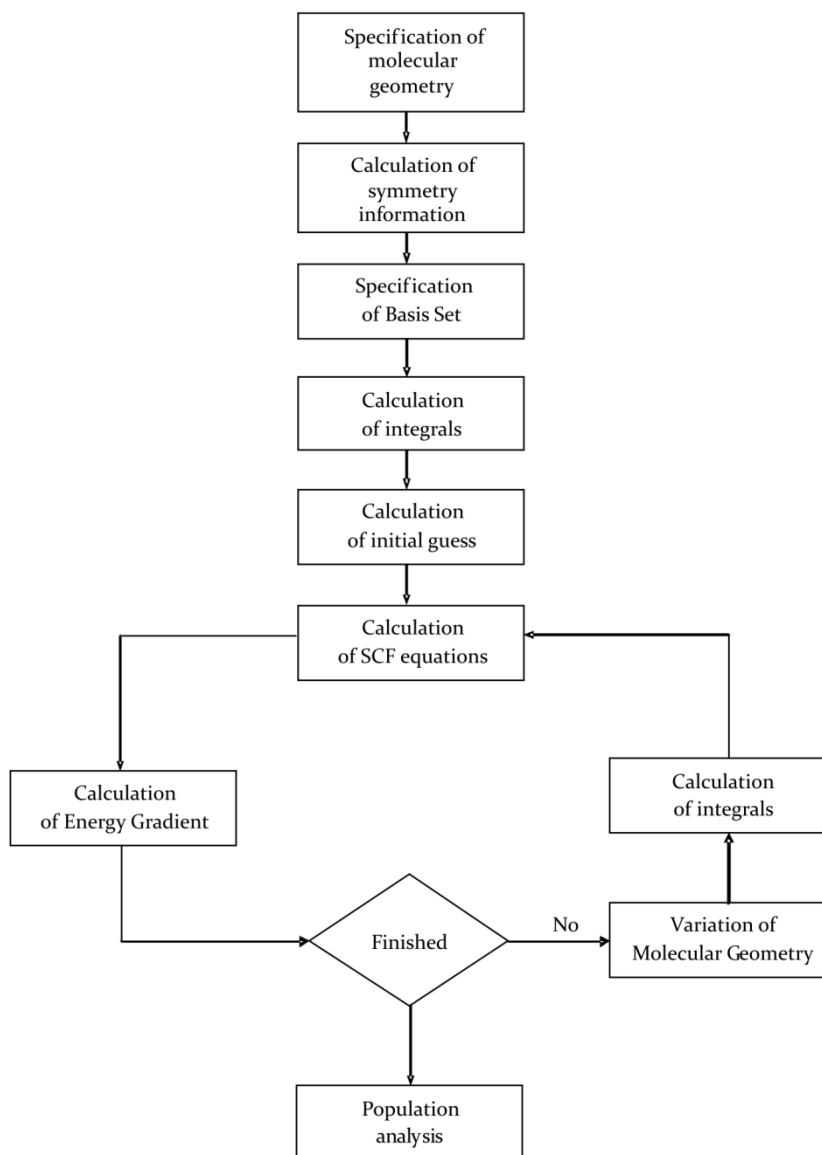 Specification of
molecular
geometry
Calculation of
symmetry
information
Specification
of Basis Set
Calculation
of integrals
Calculation
of initial guess
Calculation
of SCF equations
Calculation
of Energy Gradient
Calculation
of integrals
Finished
No
Variation of
Molecular Geometry
Population
analysis